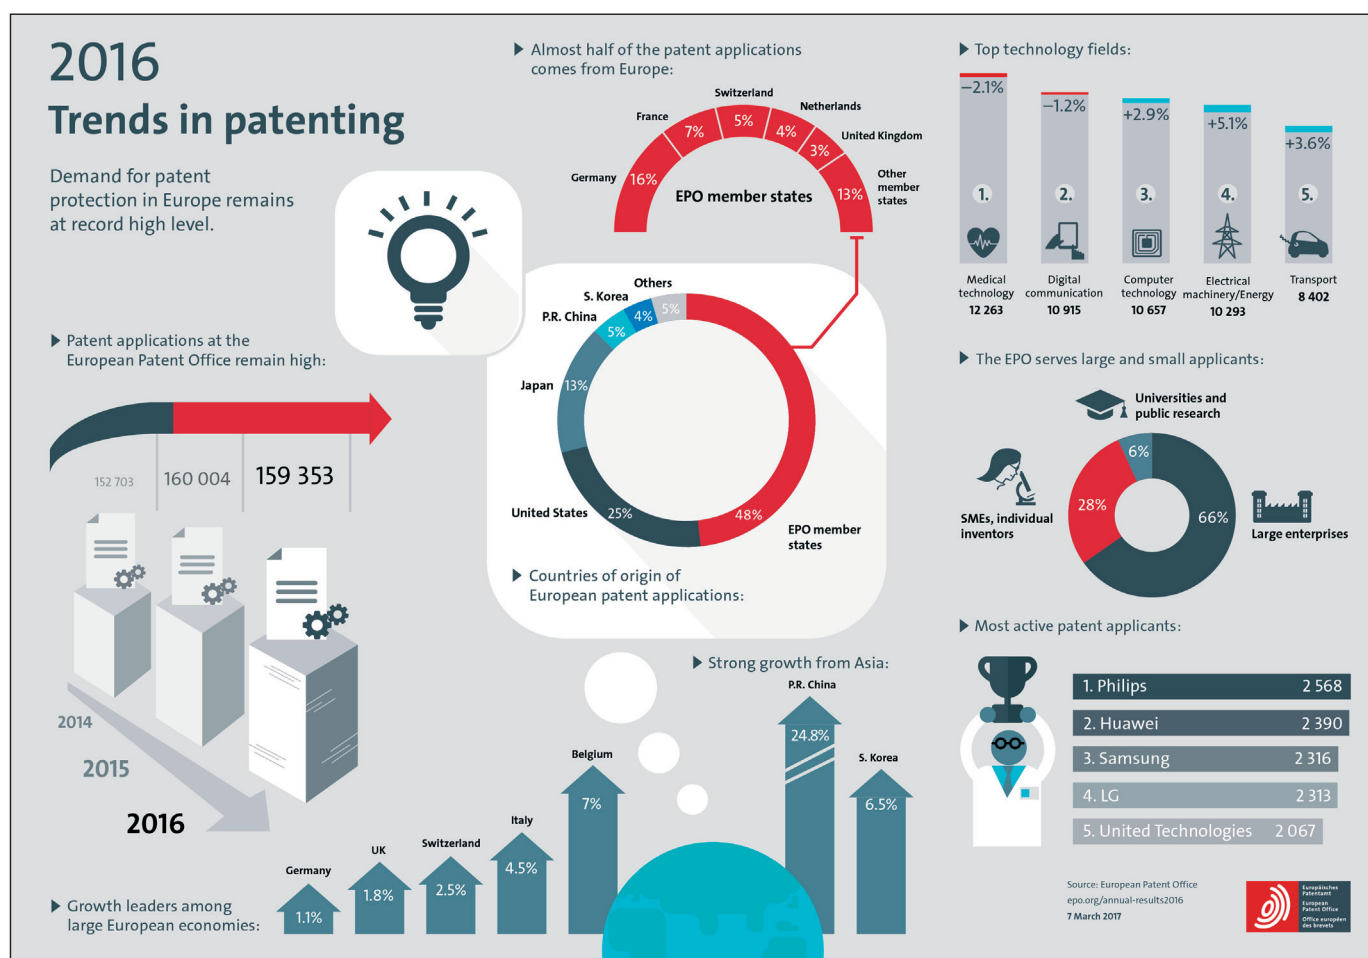 2016
Trends in patenting
Demand for patent
protection in Europe remains
at record high level.
Patent applications at the
European Patent Office remain high:
152 703
160 004
159 353
2014
2015
2016
Growth leaders among
large European economies:
Germany
1.1%
UK
1.8%
Switzerland
2.5%
Italy
4.5%
Belgium
7%
Almost half of the patent applications
comes from Europe:
Germany
16%
France
7%
Switzerland
5%
Netherlands
4%
United Kingdom
3%
Other
member
states
13%
EPO member states
Others
5%
S. Korea
4%
P.R. China
5%
Japan
13%
United States
25%
48%
EPO member
states
Countries of origin of
European patent applications:
Strong growth from Asia:
P.R. China
24.8%
S. Korea
6.5%
Top technology fields:
–2.1%
–1.2%
+2.9%
+5.1%
+3.6%
1.
2.
3.
4.
5.
Medical
technology
12 263
Digital
communication
10 915
Computer
technology
10 657
Electrical
machinery/Energy
10 293
Transport
8 402
The EPO serves large and small applicants:
Universities and
public research
6%
SMEs, individual
inventors
28%
66%
Large enterprises
Most active patent applicants:
1. Philips 2 568
2. Huawei 2 390
3. Samsung 2 316
4. LG 2 313
5. United Technologies 2 067
Source: European Patent Office
epo.org/annual-results2016
7 March 2017
Europäisches
Patentamt
European
Patent Office
Office européen
des brevets